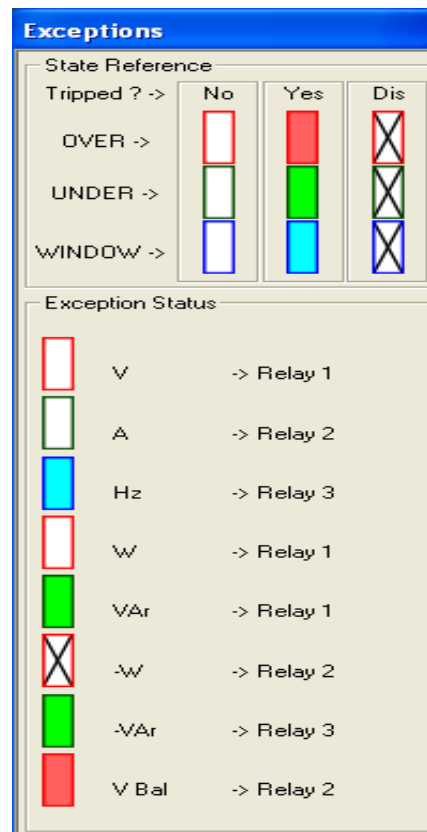 Exceptions
State Reference
Tripped ? -> No Yes Dis
OVER ->
UNDER ->
WINDOW ->
Exception Status
V -> Relay 1
A -> Relay 2
Hz -> Relay 3
W -> Relay 1
VAr -> Relay 1
-W -> Relay 2
-VAr -> Relay 3
V Bal -> Relay 2